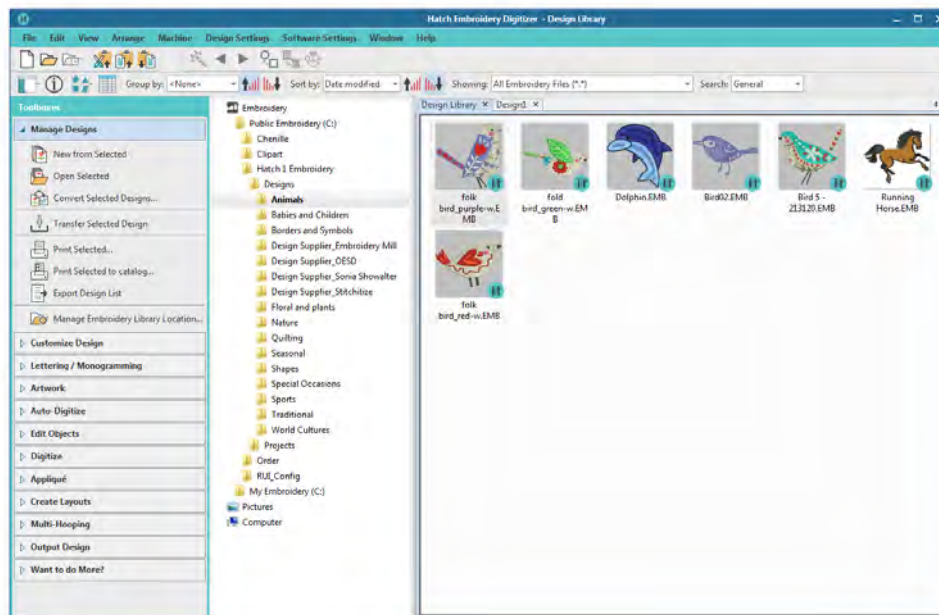 Hatch Embroidery Digitizer - Design Library
File Edit View Arrange Machine Design Settings Software Settings Window Help
Group by: <None> Sort by: Date modified Showing: All Embroidery Files (*.*) Search: General
Toolboxes
Manage Designs
New from Selected
Open Selected
Convert Selected Designs...
Transfer Selected Design
Print Selected...
Print Selected to catalog...
Export Design List
Manage Embroidery Library Location...
Customize Design
Lettering / Monogramming
Artwork
Auto-Digitize
Edit Objects
Digitize
Appliqué
Create Layouts
Multi-Hooping
Output Design
Want to do More?
Embroidery
Public Embroidery (C:)
Chenille
Clipart
Hatch 1 Embroidery
Designs
Animals
Babies and Children
Borders and Symbols
Design Supplier_Embroidery Mill
Design Supplier_OESD
Design Supplier_Sonia Showalter
Design Supplier_Stitchitize
Floral and plants
Nature
Quilting
Seasonal
Shapes
Special Occasions
Sports
Traditional
World Cultures
Projects
Order
RUI_Config
My Embroidery (C:)
Pictures
Computer
Design Library Design1
folk
bird_purple-w.E
MB
fold
bird_green-w.EM
B
Dolphin.EMB
Bird02.EMB
Bird 5 -
213120.EMB
Running
Horse.EMB
folk
bird_red-w.EMB